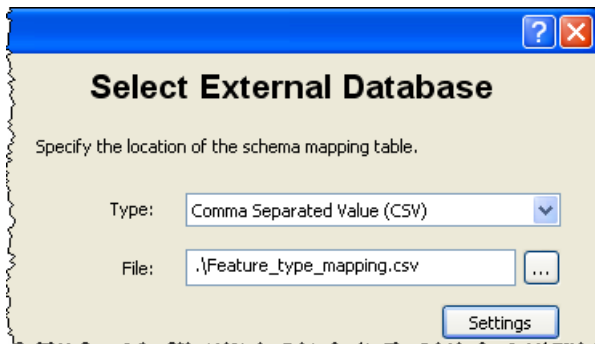 Select External Database
Specify the location of the schema mapping table.
Type: Comma Separated Value (CSV)
File: .\Feature_type_mapping.csv ...
Settings